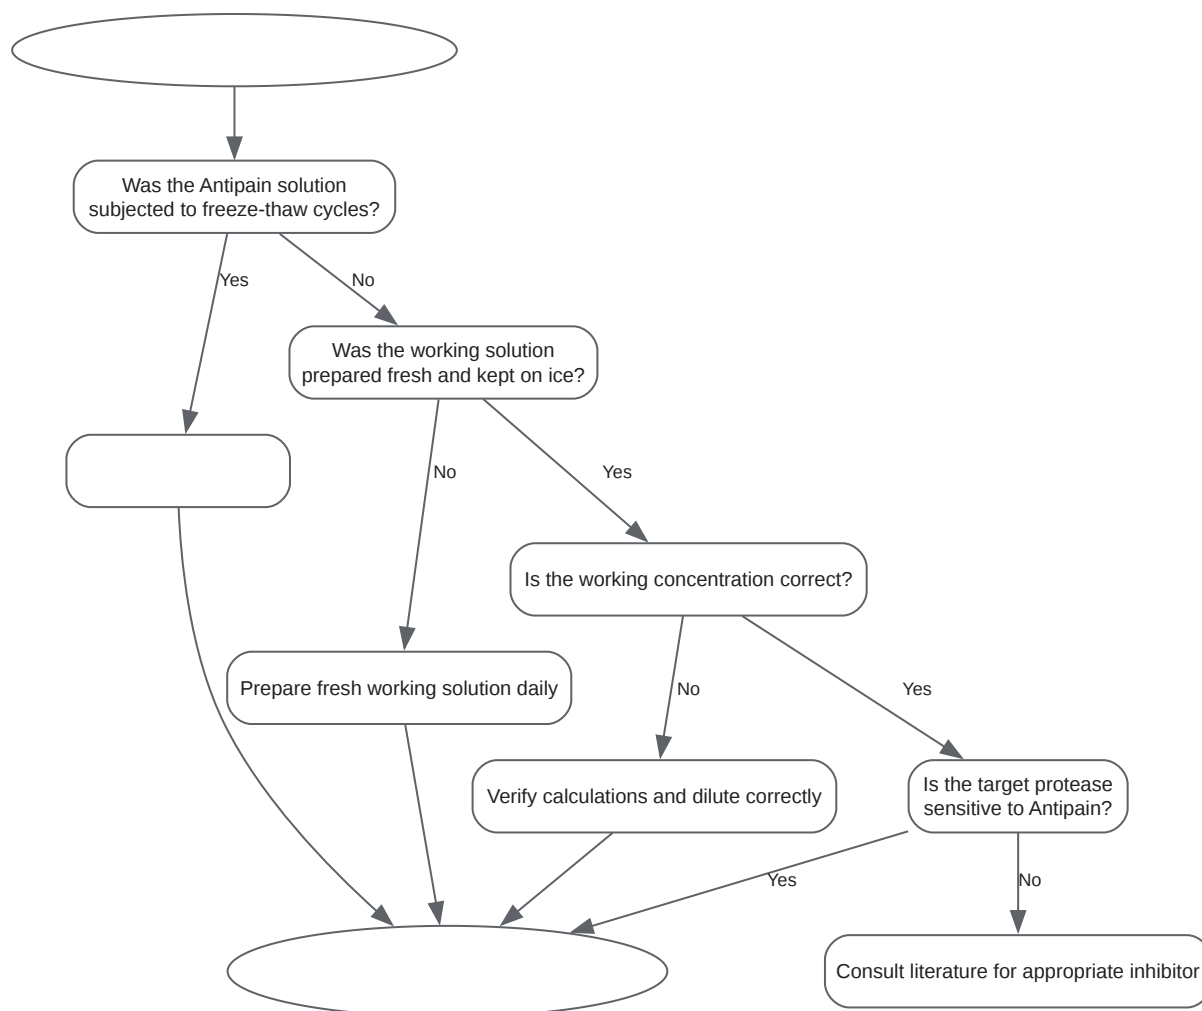 Was the Antipain solution
subjected to freeze-thaw cycles?
Yes
No
Was the working solution
prepared fresh and kept on ice?
No
Yes
Is the working concentration correct?
Prepare fresh working solution daily
No
Yes
Verify calculations and dilute correctly
Is the target protease
sensitive to Antipain?
Yes
No
Consult literature for appropriate inhibitor